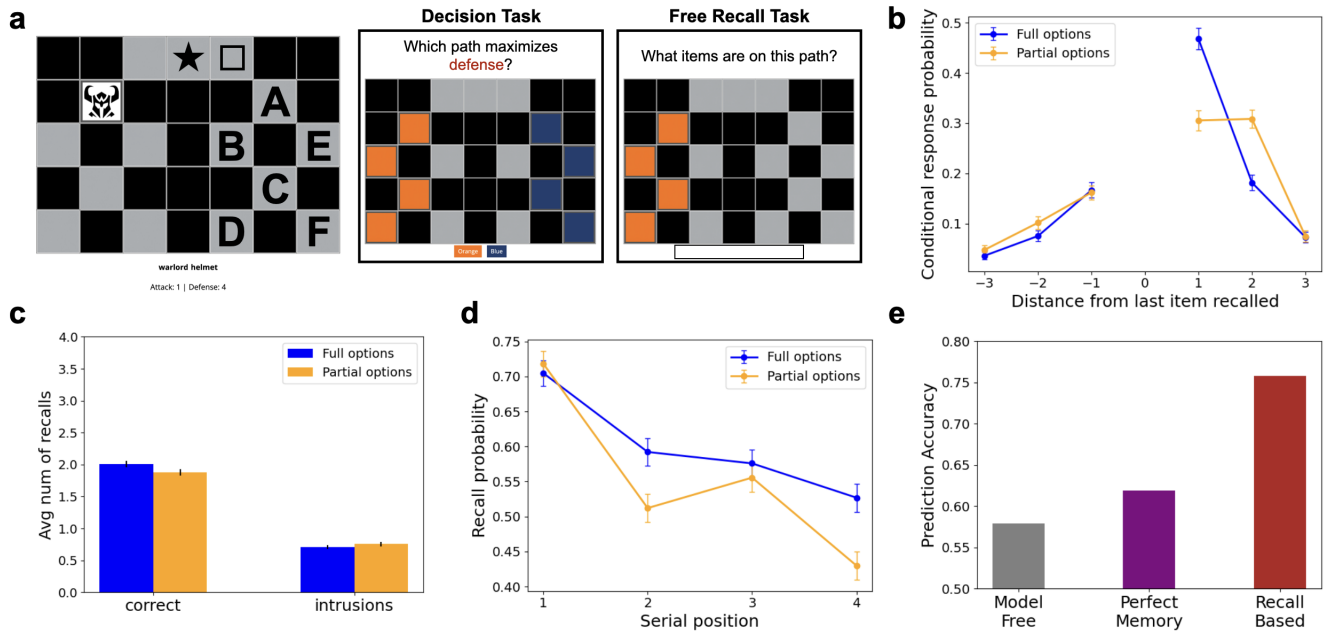 a
A
B
E
C
D
F
warlord helmet
Attack: 1 | Defense: 4
Decision Task
Which path maximizes
defense?
Orange
Blue
Free Recall Task
What items are on this path?
b
Conditional response probability
0.5
0.4
0.3
0.2
0.1
Full options
Partial options
−3
−2
−1
0
1
2
3
Distance from last item recalled
c
Avg num of recalls
4.0
3.5
3.0
2.5
2.0
1.5
1.0
0.5
0.0
Full options
Partial options
correct
intrusions
d
Recall probability
0.75
0.70
0.65
0.60
0.55
0.50
0.45
0.40
Full options
Partial options
1
2
3
4
Serial position
e
Prediction Accuracy
0.80
0.75
0.70
0.65
0.60
0.55
0.50
Model
Free
Perfect
Memory
Recall
Based